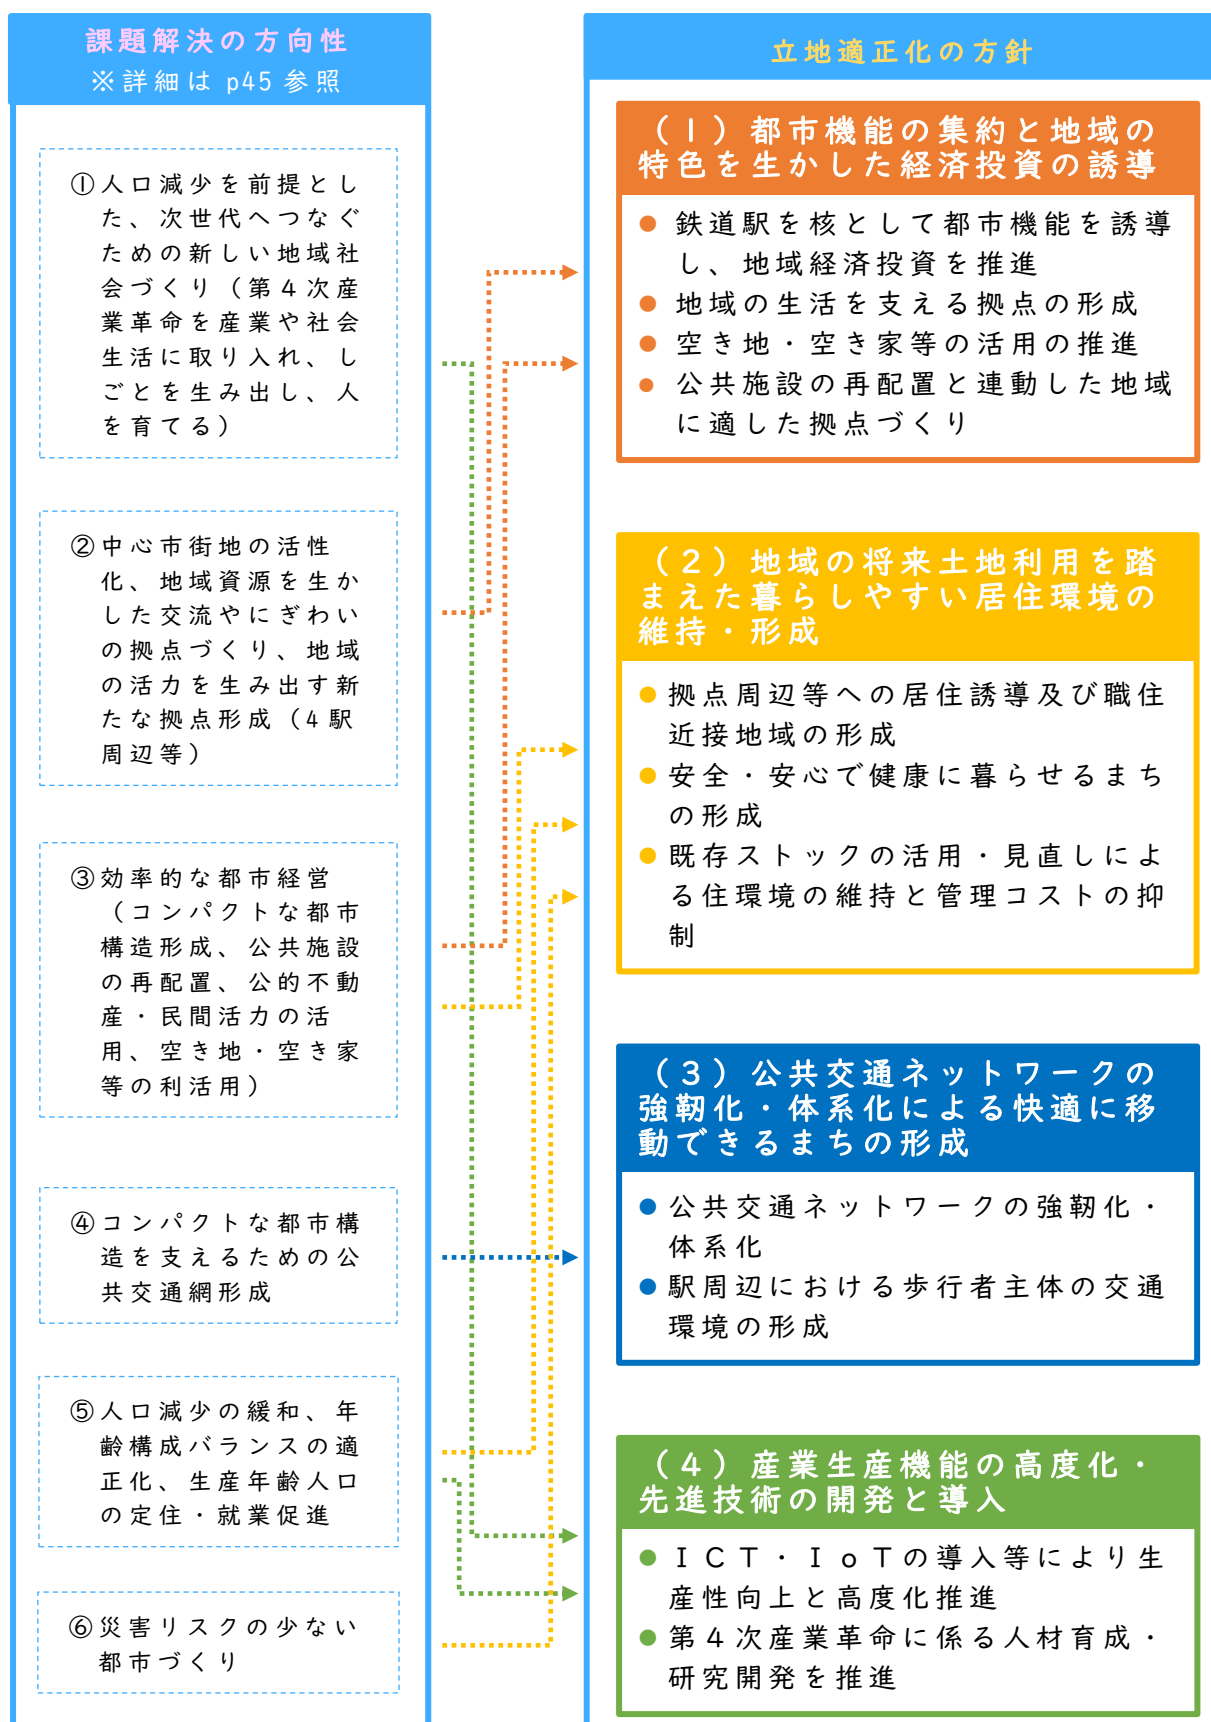 課題解決の方向性
※詳細は p45 参照
①人口減少を前提とし
た、次世代へつなぐ
ための新しい地域社
会づくり（第４次産
業革命を産業や社会
生活に取り入れ、し
ごとを生み出し、人
を育てる）
②中心市街地の活性
化、地域資源を生か
した交流やにぎわい
の拠点づくり、地域
の活力を生み出す新
たな拠点形成（4 駅
周辺等）
③効率的な都市経営
（コンパクトな都市
構造形成、公共施設
の再配置、公的不動
産・民間活力の活
用、空き地・空き家
等の利活用）
④コンパクトな都市構
造を支えるための公
共交通網形成
⑤人口減少の緩和、年
齢構成バランスの適
正化、生産年齢人口
の定住・就業促進
⑥災害リスクの少ない
都市づくり
立地適正化の方針
（１）都市機能の集約と地域の
特色を生かした経済投資の誘導
● 鉄道駅を核として都市機能を誘導
し、地域経済投資を推進
● 地域の生活を支える拠点の形成
● 空き地・空き家等の活用の推進
● 公共施設の再配置と連動した地域
に適した拠点づくり
（２）地域の将来土地利用を踏
まえた暮らしやすい居住環境の
維持・形成
● 拠点周辺等への居住誘導及び職住
近接地域の形成
● 安全・安心で健康に暮らせるまち
の形成
● 既存ストックの活用・見直しによ
る住環境の維持と管理コストの抑
制
（３）公共交通ネットワークの
強靭化・体系化による快適に移
動できるまちの形成
● 公共交通ネットワークの強靭化・
体系化
● 駅周辺における歩行者主体の交通
環境の形成
（４）産業生産機能の高度化・
先進技術の開発と導入
● ＩＣＴ・ＩｏＴの導入等により生
産性向上と高度化推進
● 第４次産業革命に係る人材育成・
研究開発を推進